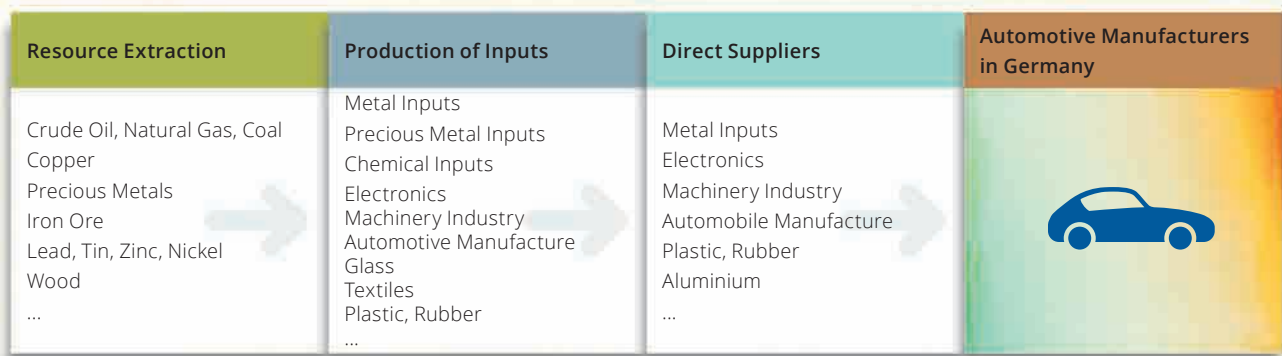 Resource Extraction
Crude Oil, Natural Gas, Coal
Copper
Precious Metals
Iron Ore
Lead, Tin, Zinc, Nickel
Wood
...
Production of Inputs
Metal Inputs
Precious Metal Inputs
Chemical Inputs
Electronics
Machinery Industry
Automotive Manufacture
Glass
Textiles
Plastic, Rubber
...
Direct Suppliers
Metal Inputs
Electronics
Machinery Industry
Automobile Manufacture
Plastic, Rubber
Aluminium
...
Automotive Manufacturers
in Germany